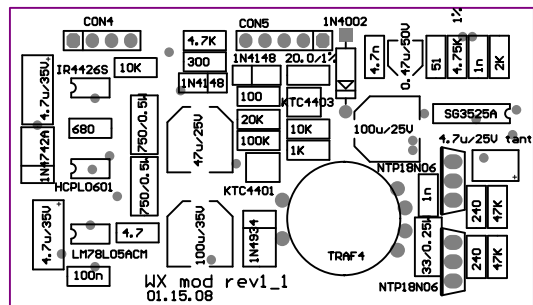 CON4
CON5
1N4002
1%
4.7K
300
1N4148
1N4148
20.0/1%
4.7n
0.47u/50V
51
4.75K
1n
2K
4.7u/35V
IR4426S
10K
100
KTC4403
100u/25V
SG3525A
680
750/0.5W
47u/25V
20K
10K
100K
1K
4.7u/25V tant
1N4742A
HCPL0601
750/0.5W
KTC4401
NTP18N06
1n
240
47K
4.7u/35V
4.7
LM78L05ACM
100u/35V
1N4934
TRAF4
33/0.25W
240
47K
100n
NTP18N06
WX mod rev1_1
01.15.08